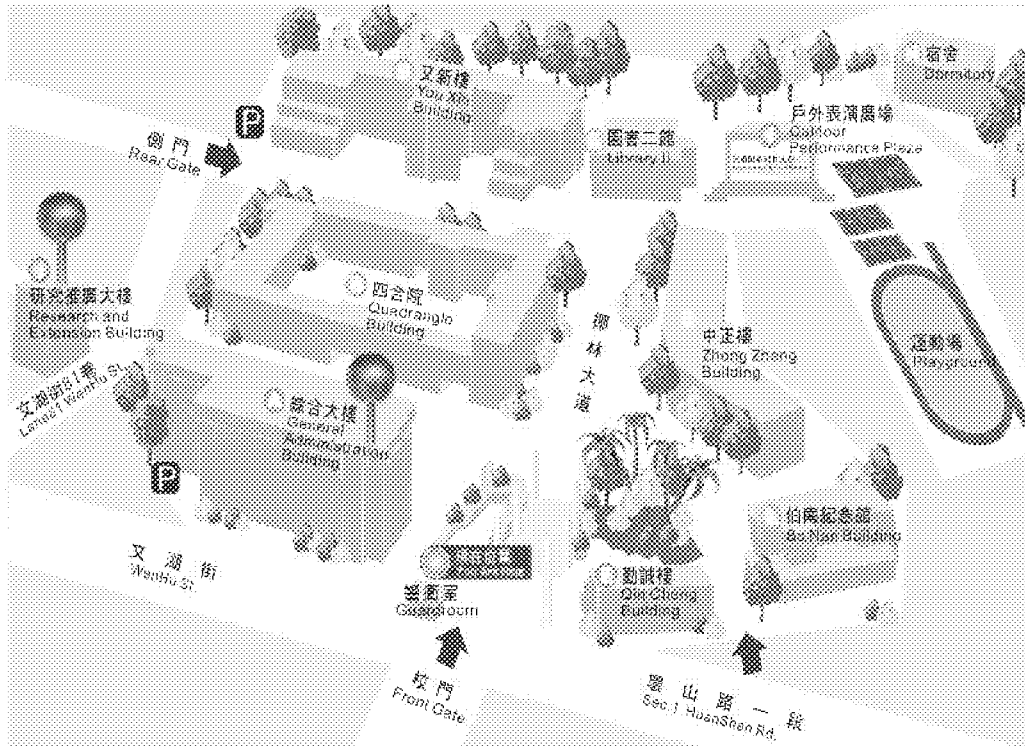 又新樓
You Xin
Building
宿舍
Dormitory
P
側門
Rear Gate
圖書二館
Library II
戶外表演廣場
Outdoor
Performance Plaza
研究推廣大樓
Research and
Extension Building
四合院
Quadrangle
Building
椰林大道
中正樓
Zhong Zheng
Building
運動場
Playground
文湖街81巷
WenHu St.
綜合大樓
General
Administration
Building
P
文湖街
WenHu St.
警衛室
Guardroom
勤誠樓
Qin Cheng
Building
伯南紀念館
Bo Nan Building
校門
Front Gate
環山路一段
Sec.1 HuanShan Rd.